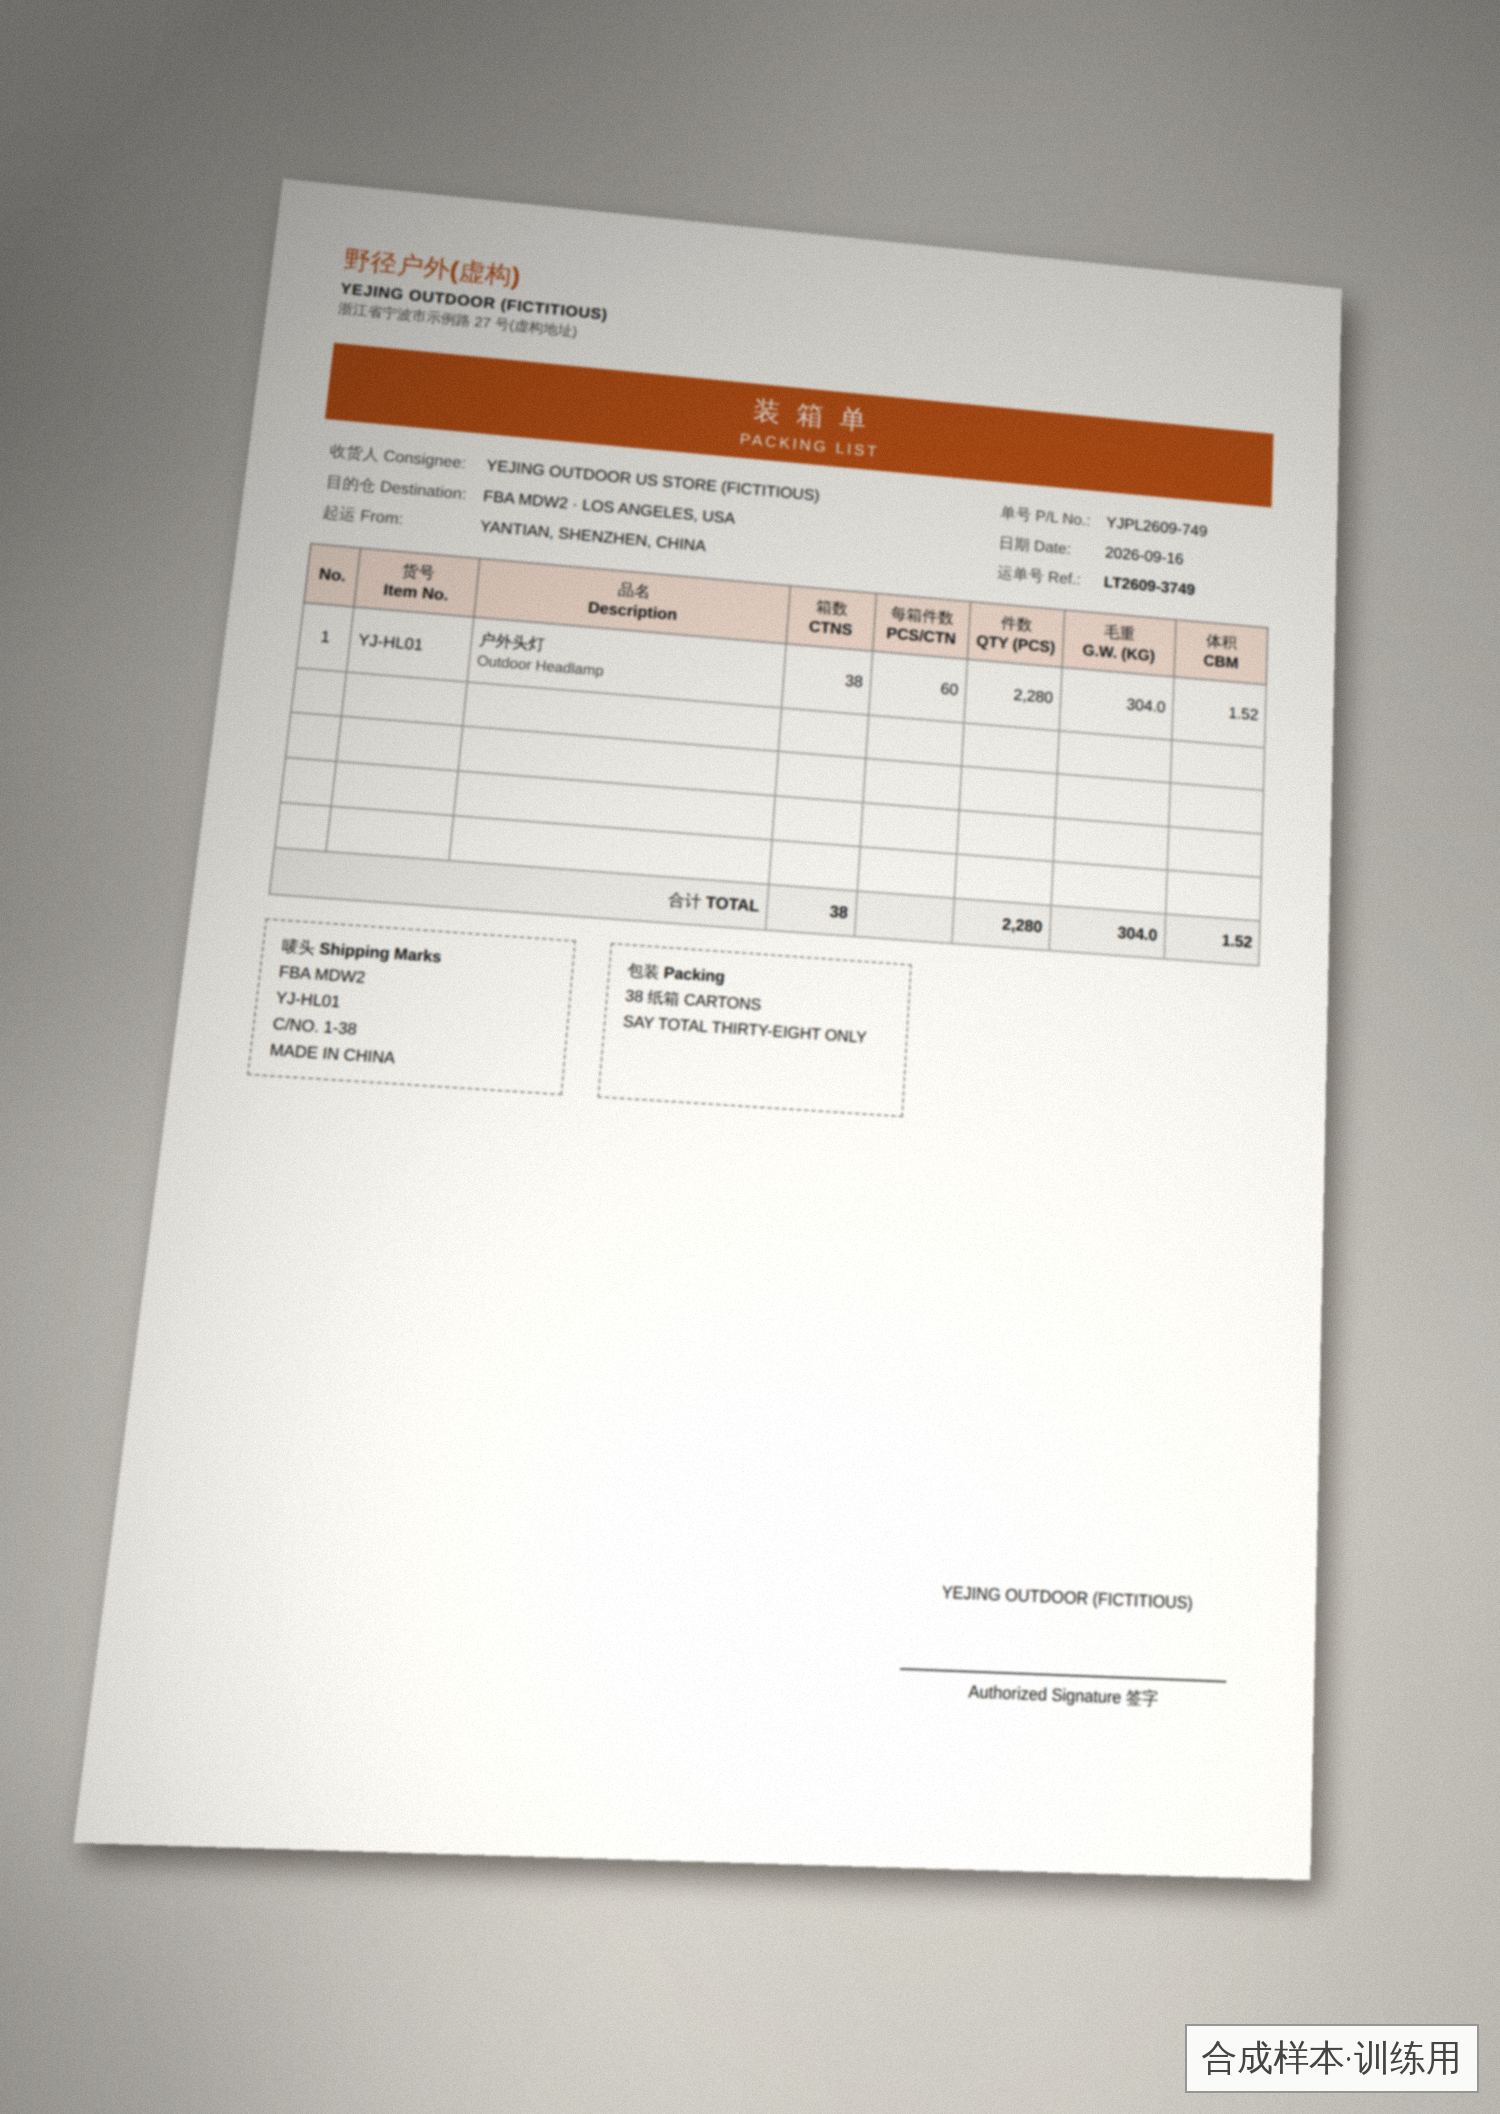 野径户外(虚构)
YEJING OUTDOOR (FICTITIOUS)
浙江省宁波市示例路 27 号(虚构地址)
装箱单
PACKING LIST
收货人 Consignee: YEJING OUTDOOR US STORE (FICTITIOUS)
目的仓 Destination: FBA MDW2 - LOS ANGELES, USA
起运 From: YANTIAN, SHENZHEN, CHINA
单号 P/L No.: YJPL2609-749
日期 Date: 2026-09-16
运单号 Ref.: LT2609-3749
No. 货号 品名 箱数 每箱件数 件数 毛重 体积
Item No. Description CTNS PCS/CTN QTY (PCS) G.W. (KG) CBM
1 YJ-HL01 户外头灯 38 60 2,280 304.0 1.52
Outdoor Headlamp
合计 TOTAL 38 2,280 304.0 1.52
唛头 Shipping Marks
FBA MDW2
YJ-HL01
C/NO. 1-38
MADE IN CHINA
包装 Packing
38 纸箱 CARTONS
SAY TOTAL THIRTY-EIGHT ONLY
YEJING OUTDOOR (FICTITIOUS)
Authorized Signature 签字
合成样本·训练用